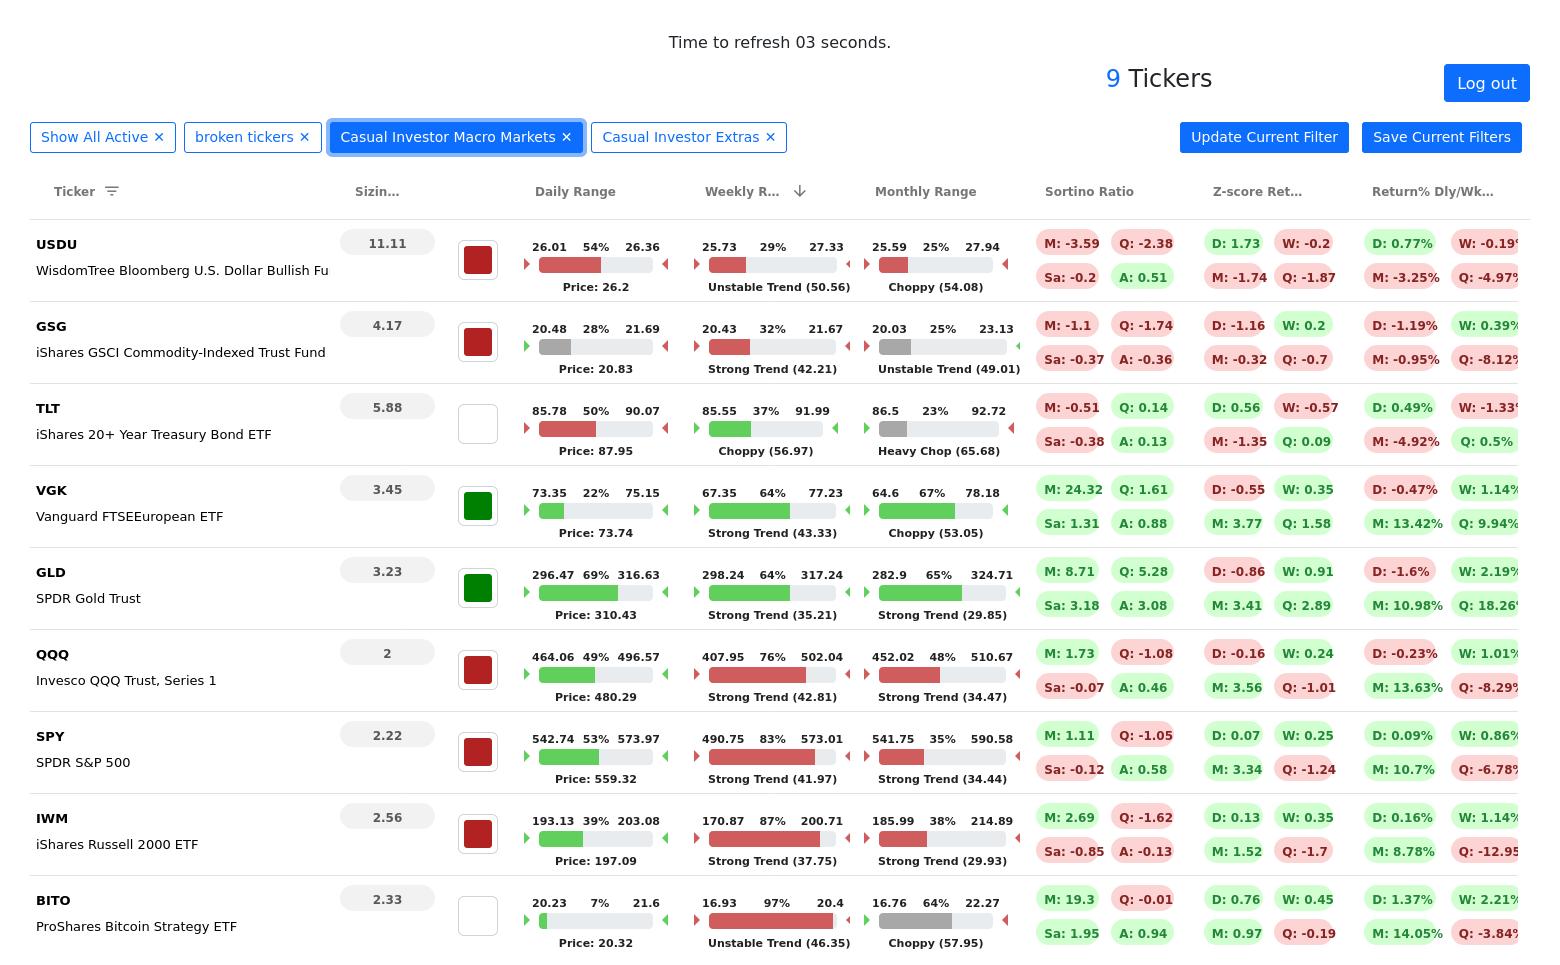 Time to refresh 03 seconds.
9 Tickers
Log out
Show All Active × broken tickers × Casual Investor Macro Markets × Casual Investor Extras × Update Current Filter Save Current Filters
Ticker Sizin... Daily Range Weekly R... Monthly Range Sortino Ratio Z-score Ret... Return% Dly/Wk...
USDU 11.11 26.01 54% 26.36 25.73 29% 27.33 25.59 25% 27.94 M: -3.59 Q: -2.38 D: 1.73 W: -0.2 D: 0.77% W: -0.19%
WisdomTree Bloomberg U.S. Dollar Bullish Fu Price: 26.2 Unstable Trend (50.56) Choppy (54.08) Sa: -0.2 A: 0.51 M: -1.74 Q: -1.87 M: -3.25% Q: -4.97%
GSG 4.17 20.48 28% 21.69 20.43 32% 21.67 20.03 25% 23.13 M: -1.1 Q: -1.74 D: -1.16 W: 0.2 D: -1.19% W: 0.39%
iShares GSCI Commodity-Indexed Trust Fund Price: 20.83 Strong Trend (42.21) Unstable Trend (49.01) Sa: -0.37 A: -0.36 M: -0.32 Q: -0.7 M: -0.95% Q: -8.12%
TLT 5.88 85.78 50% 90.07 85.55 37% 91.99 86.5 23% 92.72 M: -0.51 Q: 0.14 D: 0.56 W: -0.57 D: 0.49% W: -1.33%
iShares 20+ Year Treasury Bond ETF Price: 87.95 Choppy (56.97) Heavy Chop (65.68) Sa: -0.38 A: 0.13 M: -1.35 Q: 0.09 M: -4.92% Q: 0.5%
VGK 3.45 73.35 22% 75.15 67.35 64% 77.23 64.6 67% 78.18 M: 24.32 Q: 1.61 D: -0.55 W: 0.35 D: -0.47% W: 1.14%
Vanguard FTSEEuropean ETF Price: 73.74 Strong Trend (43.33) Choppy (53.05) Sa: 1.31 A: 0.88 M: 3.77 Q: 1.58 M: 13.42% Q: 9.94%
GLD 3.23 296.47 69% 316.63 298.24 64% 317.24 282.9 65% 324.71 M: 8.71 Q: 5.28 D: -0.86 W: 0.91 D: -1.6% W: 2.19%
SPDR Gold Trust Price: 310.43 Strong Trend (35.21) Strong Trend (29.85) Sa: 3.18 A: 3.08 M: 3.41 Q: 2.89 M: 10.98% Q: 18.26%
QQQ 2 464.06 49% 496.57 407.95 76% 502.04 452.02 48% 510.67 M: 1.73 Q: -1.08 D: -0.16 W: 0.24 D: -0.23% W: 1.01%
Invesco QQQ Trust, Series 1 Price: 480.29 Strong Trend (42.81) Strong Trend (34.47) Sa: -0.07 A: 0.46 M: 3.56 Q: -1.01 M: 13.63% Q: -8.29%
SPY 2.22 542.74 53% 573.97 490.75 83% 573.01 541.75 35% 590.58 M: 1.11 Q: -1.05 D: 0.07 W: 0.25 D: 0.09% W: 0.86%
SPDR S&P 500 Price: 559.32 Strong Trend (41.97) Strong Trend (34.44) Sa: -0.12 A: 0.58 M: 3.34 Q: -1.24 M: 10.7% Q: -6.78%
IWM 2.56 193.13 39% 203.08 170.87 87% 200.71 185.99 38% 214.89 M: 2.69 Q: -1.62 D: 0.13 W: 0.35 D: 0.16% W: 1.14%
iShares Russell 2000 ETF Price: 197.09 Strong Trend (37.75) Strong Trend (29.93) Sa: -0.85 A: -0.13 M: 1.52 Q: -1.7 M: 8.78% Q: -12.95
BITO 2.33 20.23 7% 21.6 16.93 97% 20.4 16.76 64% 22.27 M: 19.3 Q: -0.01 D: 0.76 W: 0.45 D: 1.37% W: 2.21%
ProShares Bitcoin Strategy ETF Price: 20.32 Unstable Trend (46.35) Choppy (57.95) Sa: 1.95 A: 0.94 M: 0.97 Q: -0.19 M: 14.05% Q: -3.84%